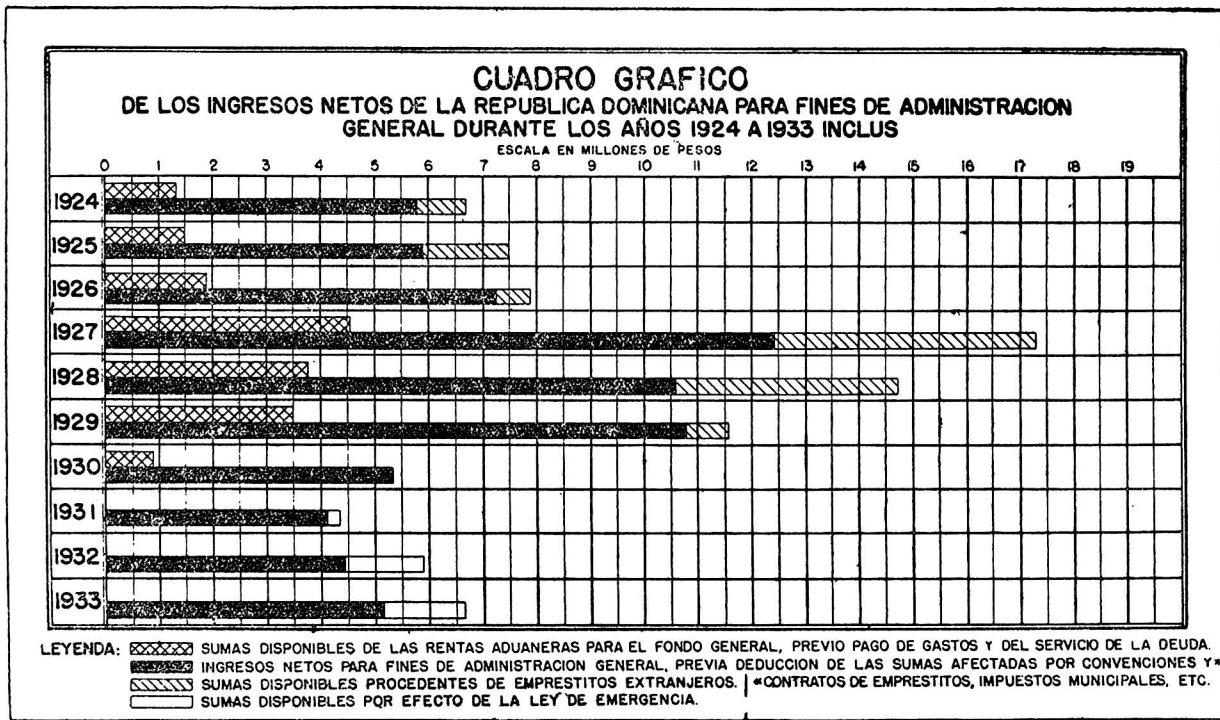 CUADRO GRAFICO
DE LOS INGRESOS NETOS DE LA REPUBLICA DOMINICANA PARA FINES DE ADMINISTRACION
GENERAL DURANTE LOS AÑOS 1924 A 1933 INCLUS
ESCALA EN MILLONES DE PESOS
0 1 2 3 4 5 6 7 8 9 10 11 12 13 14 15 16 17 18 19
1924
1925
1926
1927
1928
1929
1930
1931
1932
1933
LEYENDA: SUMAS DISPONIBLES DE LAS RENTAS ADUANERAS PARA EL FONDO GENERAL, PREVIO PAGO DE GASTOS Y DEL SERVICIO DE LA DEUDA.
INGRESOS NETOS PARA FINES DE ADMINISTRACION GENERAL, PREVIA DEDUCCION DE LAS SUMAS AFECTADAS POR CONVENCIONES Y*
SUMAS DISPONIBLES PROCEDENTES DE EMPRESTITOS EXTRANJEROS. *CONTRATOS DE EMPRESTITOS, IMPUESTOS MUNICIPALES, ETC.
SUMAS DISPONIBLES POR EFECTO DE LA LEY DE EMERGENCIA.